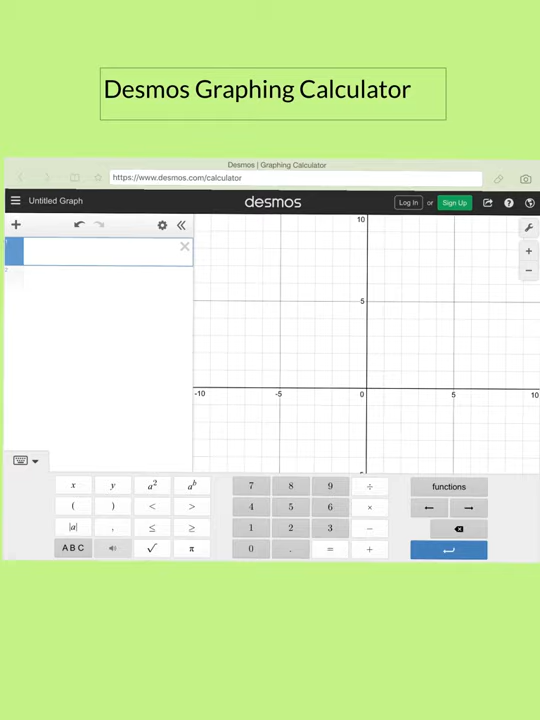 Desmos Graphing Calculator
Desmos | Graphing Calculator
https://www.desmos.com/calculator
Untitled Graph
desmos
Log In or Sign Up
1
2
10
5
-10 -5 0 5 10
x y a² aᵇ 7 8 9 ÷ functions
( ) < > 4 5 6 × ← →
|a| , ≤ ≥ 1 2 3 −
A B C √ π 0 . = +